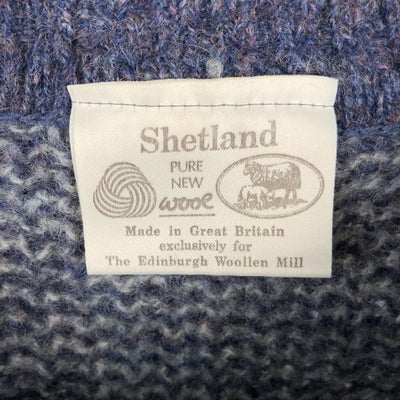 Shetland
PURE
NEW
wool
Made in Great Britain
exclusively for
The Edinburgh Woollen Mill